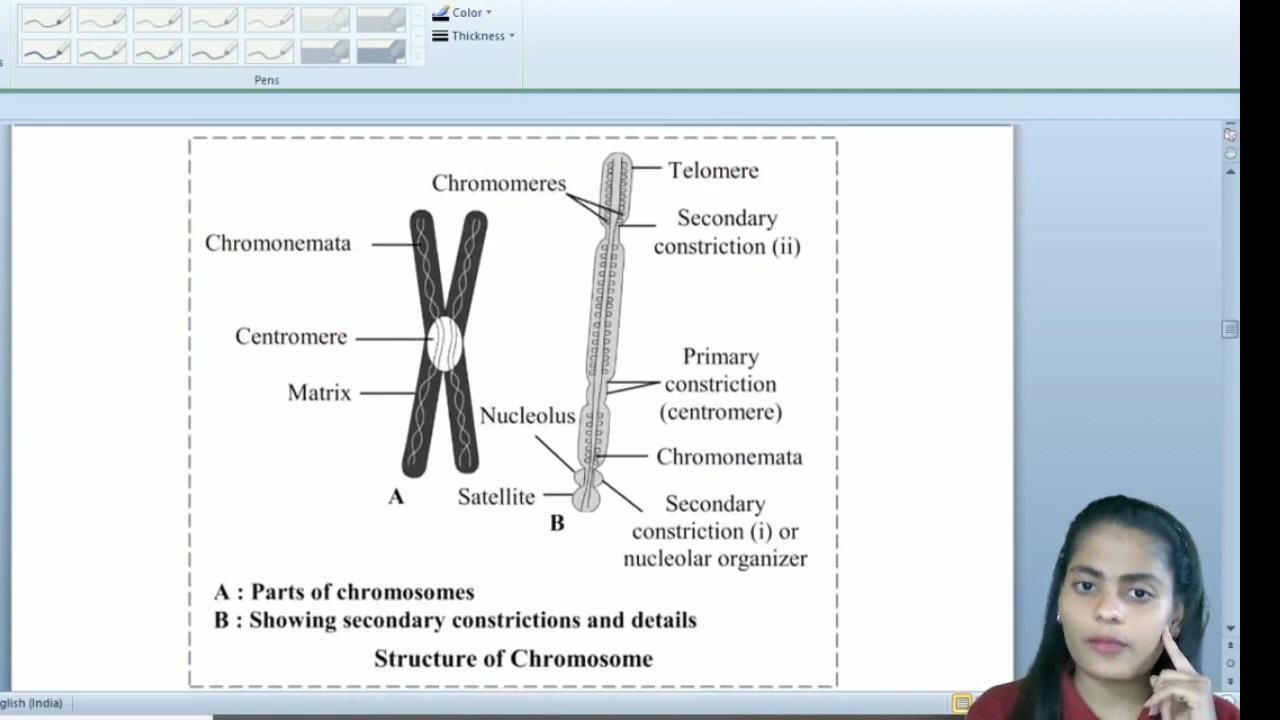 Color
Thickness
Pens
Chromomeres
Telomere
Secondary
constriction (ii)
Chromonemata
Centromere
Matrix
Primary
constriction
(centromere)
Nucleolus
Chromonemata
Satellite
Secondary
constriction (i) or
nucleolar organizer
A
B
A : Parts of chromosomes
B : Showing secondary constrictions and details
Structure of Chromosome
glish (India)